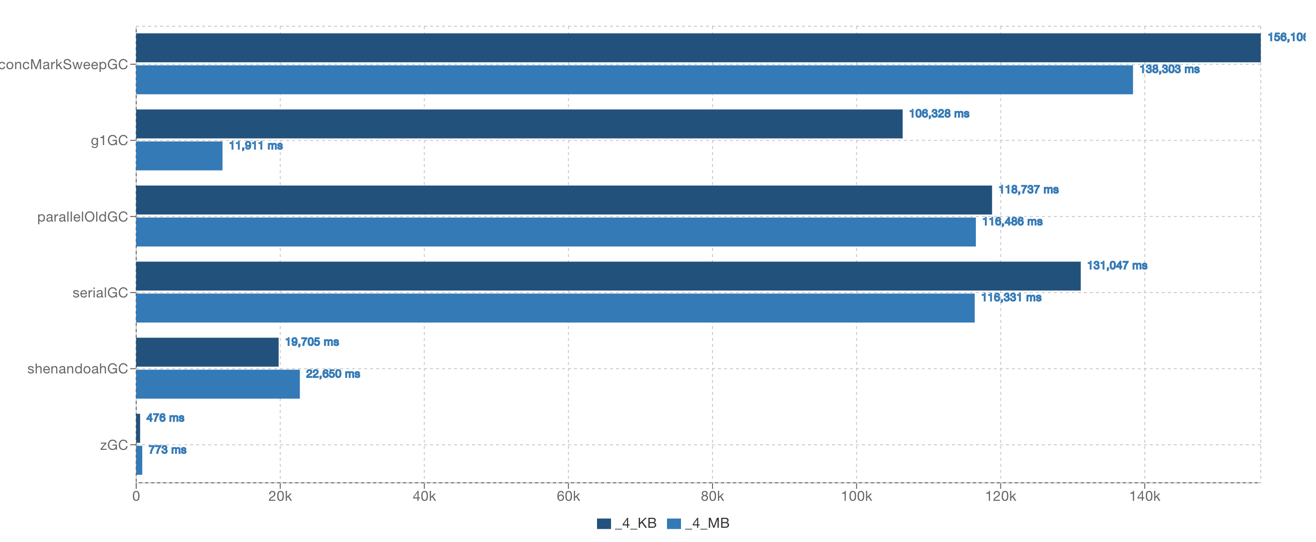 concMarkSweepGC
138,303 ms
g1GC
106,328 ms
11,911 ms
parallelOldGC
118,737 ms
116,486 ms
serialGC
131,047 ms
116,331 ms
shenandoahGC
19,705 ms
22,650 ms
zGC
476 ms
773 ms
0 20k 40k 60k 80k 100k 120k 140k
_4_KB _4_MB